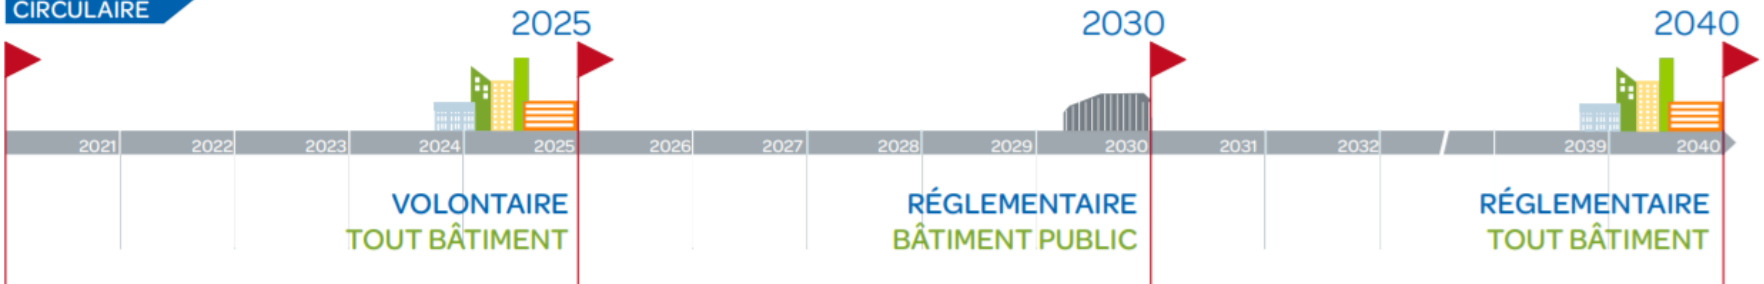 CIRCULAIRE
2025
2030
2040
2021 2022 2023 2024 2025 2026 2027 2028 2029 2030 2031 2032 2039 2040
VOLONTAIRE
TOUT BÂTIMENT
RÉGLEMENTAIRE
BÂTIMENT PUBLIC
RÉGLEMENTAIRE
TOUT BÂTIMENT